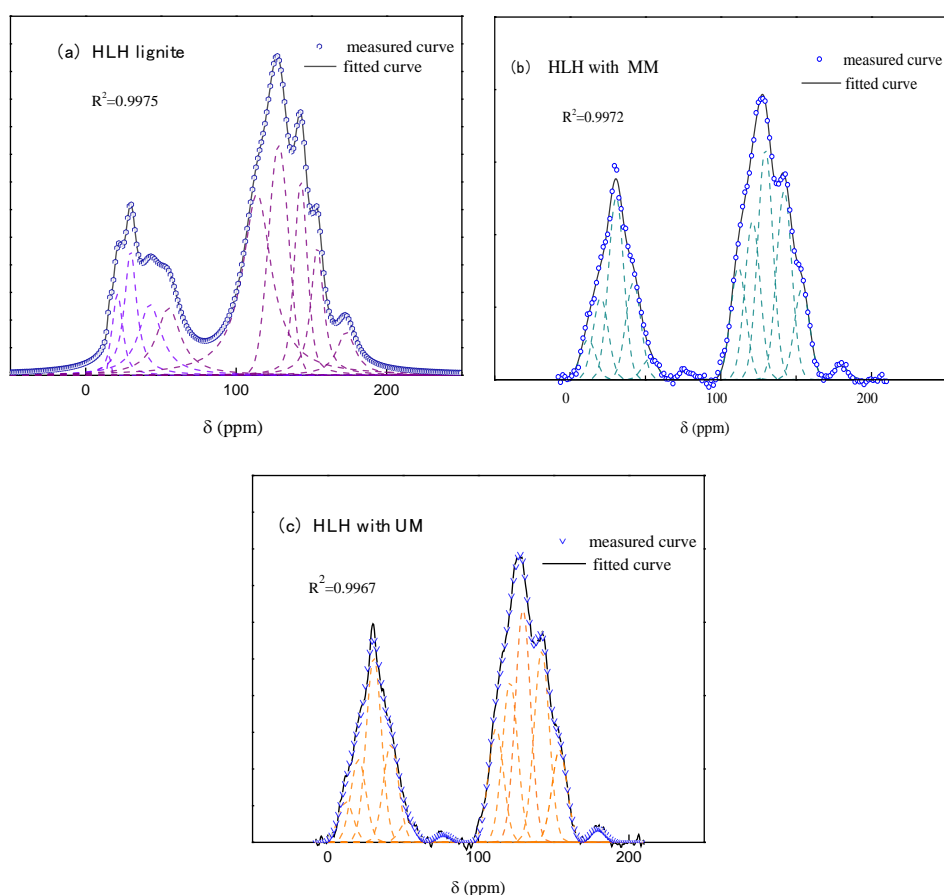 (a) HLH lignite
measured curve
fitted curve
R²=0.9975
0
100
200
δ (ppm)
(b) HLH with MM
measured curve
fitted curve
R²=0.9972
0
100
200
δ (ppm)
(c) HLH with UM
measured curve
fitted curve
R²=0.9967
0
100
200
δ (ppm)